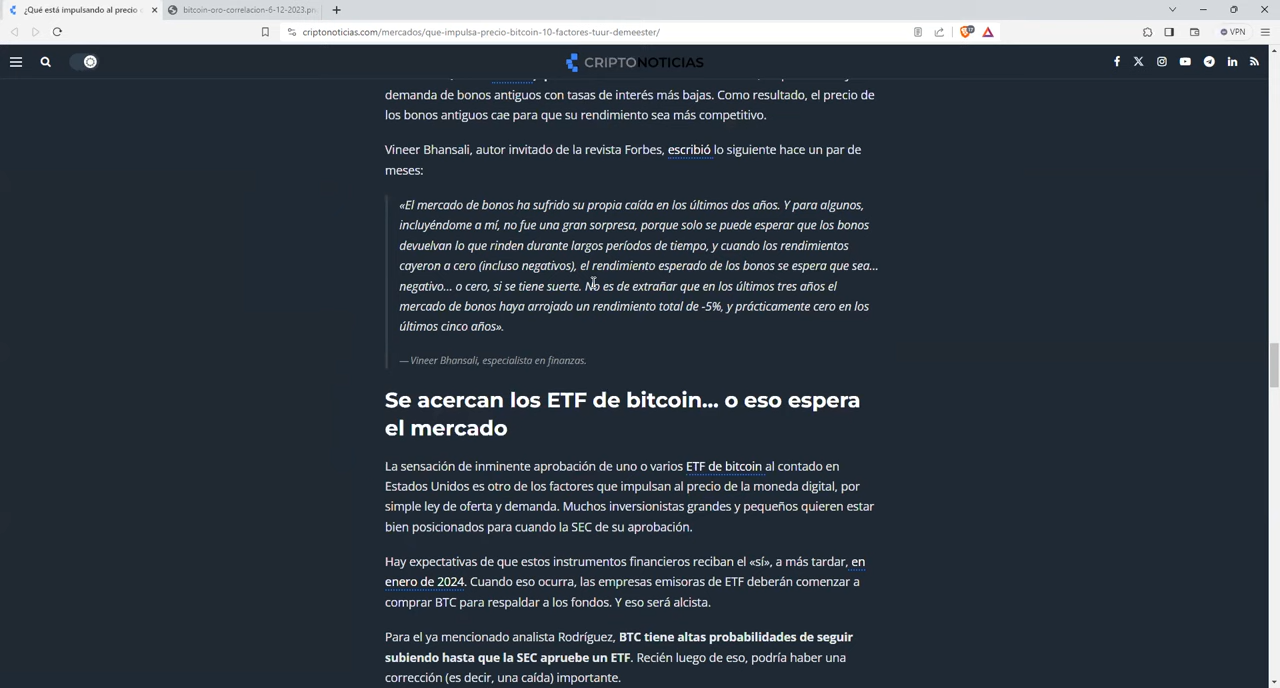 ¿Qué está impulsando al precio
bitcoin-oro-correlacion-6-12-2023.pn
criptonoticias.com/mercados/que-impulsa-precio-bitcoin-10-factores-tuur-demeester/
VPN
CRIPTONOTICIAS
demanda de bonos antiguos con tasas de interés más bajas. Como resultado, el precio de
los bonos antiguos cae para que su rendimiento sea más competitivo.
Vineer Bhansali, autor invitado de la revista Forbes, escribió lo siguiente hace un par de
meses:
«El mercado de bonos ha sufrido su propia caída en los últimos dos años. Y para algunos,
incluyéndome a mí, no fue una gran sorpresa, porque solo se puede esperar que los bonos
devuelvan lo que rinden durante largos períodos de tiempo, y cuando los rendimientos
cayeron a cero (incluso negativos), el rendimiento esperado de los bonos se espera que sea...
negativo... o cero, si se tiene suerte. No es de extrañar que en los últimos tres años el
mercado de bonos haya arrojado un rendimiento total de -5%, y prácticamente cero en los
últimos cinco años».
— Vineer Bhansali, especialista en finanzas.
Se acercan los ETF de bitcoin… o eso espera
el mercado
La sensación de inminente aprobación de uno o varios ETF de bitcoin al contado en
Estados Unidos es otro de los factores que impulsan al precio de la moneda digital, por
simple ley de oferta y demanda. Muchos inversionistas grandes y pequeños quieren estar
bien posicionados para cuando la SEC de su aprobación.
Hay expectativas de que estos instrumentos financieros reciban el «sí», a más tardar, en
enero de 2024. Cuando eso ocurra, las empresas emisoras de ETF deberán comenzar a
comprar BTC para respaldar a los fondos. Y eso será alcista.
Para el ya mencionado analista Rodríguez, BTC tiene altas probabilidades de seguir
subiendo hasta que la SEC apruebe un ETF. Recién luego de eso, podría haber una
corrección (es decir, una caída) importante.